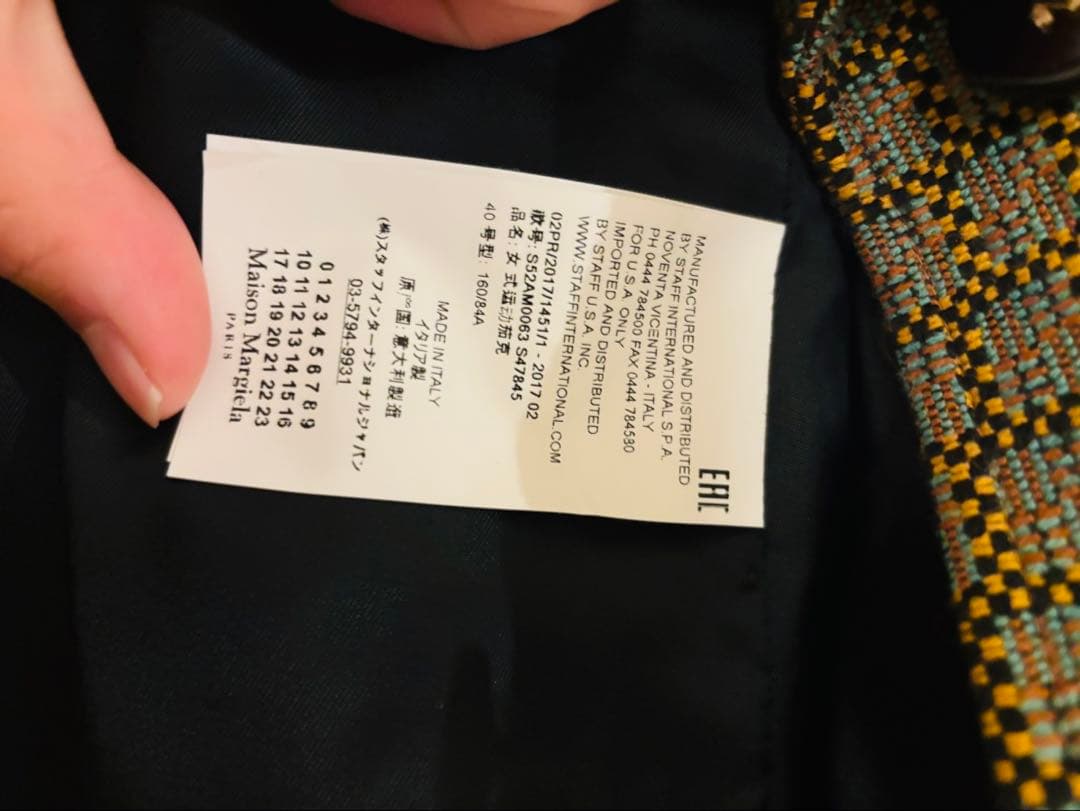 EAC
MANUFACTURED AND DISTRIBUTED
BY STAFF INTERNATIONAL S.P.A.
NOVENTA VICENTINA - ITALY
PH 0444 784500 FAX 0444 784580
FOR U.S.A. ONLY
IMPORTED AND DISTRIBUTED
BY STAFF U.S.A. INC.
WWW.STAFFINTERNATIONAL.COM
02PR/2017/1451/1 - 2017 02
款号: S52AM0063 S47845
品名: 女 式运动茄克
40 号型: 160/84A
MADE IN ITALY
イタリア製
原产国: 意大利製造
(株)スタッフインターナショナルジャパン
03-5794-9931
0 1 2 3 4 5 6 7 8 9
10 11 12 13 14 15 16
17 18 19 20 21 22 23
Maison Margiela
PARIS